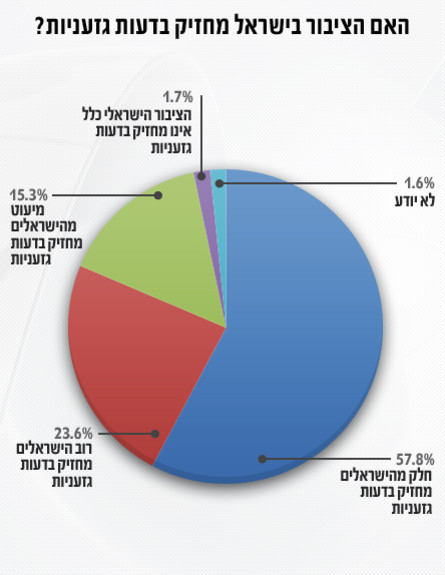 האם הציבור בישראל מחזיק בדעות גזעניות?
1.7%
הציבור הישראלי כלל
אינו מחזיק בדעות
גזעניות
1.6%
לא יודע
15.3%
מיעוט
מהישראלים
מחזיק בדעות
גזעניות
23.6%
רוב הישראלים
מחזיק בדעות
גזעניות
57.8%
חלק מהישראלים
מחזיק בדעות
גזעניות